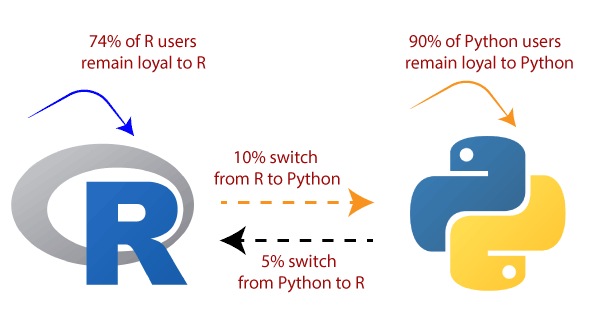 74% of R users
remain loyal to R
90% of Python users
remain loyal to Python
10% switch
from R to Python
5% switch
from Python to R
R